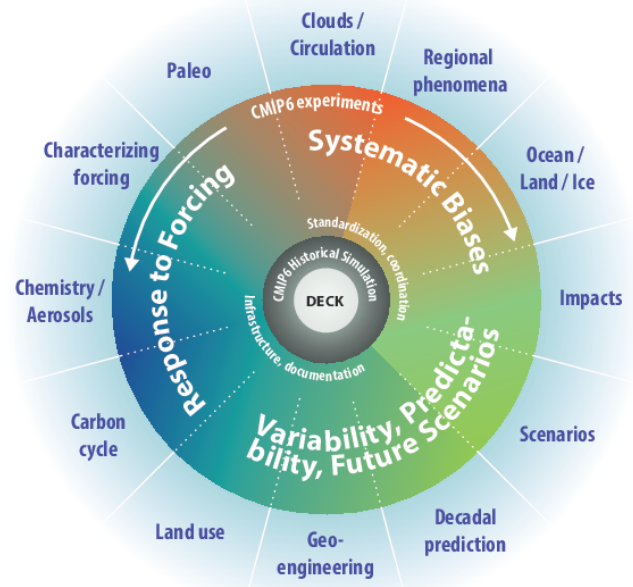 Clouds /
Circulation
Regional
phenomena
Ocean /
Land / Ice
Impacts
Scenarios
Decadal
prediction
Geo-
engineering
Land use
Carbon
cycle
Chemistry /
Aerosols
Characterizing
forcing
Paleo
CMIP6 experiments
Systematic Biases
Response to Forcing
Variability, Predicta-
bility, Future Scenarios
Standardization, coordination
Infrastructure, documentation
CMIP6 Historical Simulation
DECK